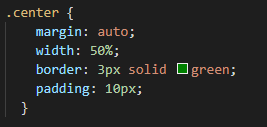 .center {
margin: auto;
width: 50%;
border: 3px solid green;
padding: 10px;
}